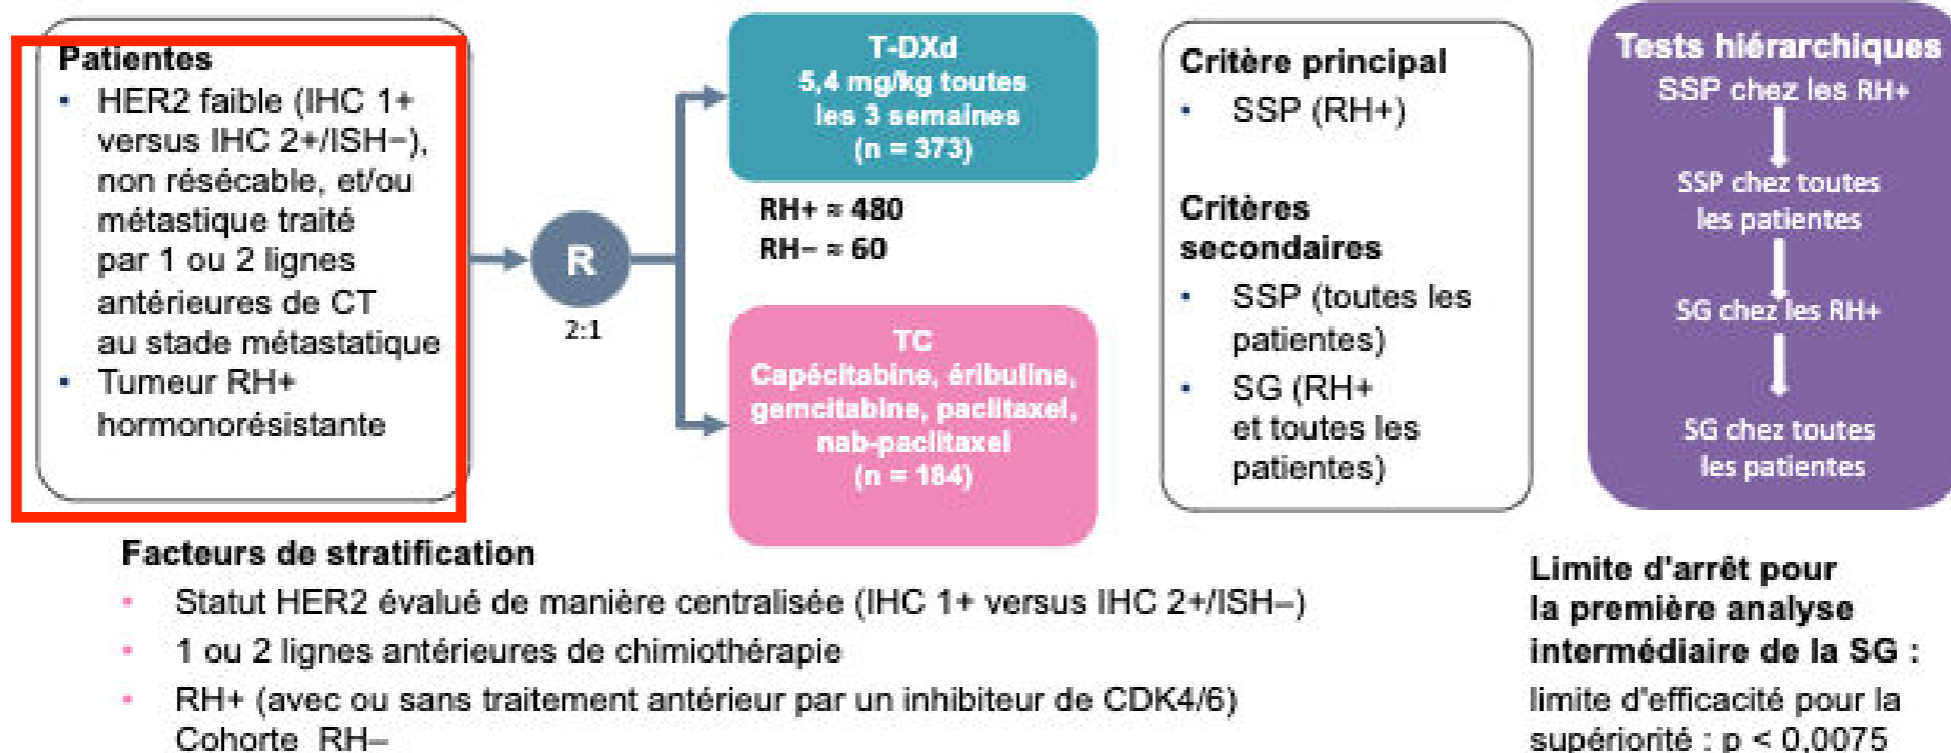 Patientes
• HER2 faible (IHC 1+
versus IHC 2+/ISH−),
non résécable, et/ou
métastique traité
par 1 ou 2 lignes
antérieures de CT
au stade métastatique
• Tumeur RH+
hormonorésistante
R
2:1
T-DXd
5,4 mg/kg toutes
les 3 semaines
(n = 373)
RH+ ≈ 480
RH− ≈ 60
TC
Capécitabine, éribuline,
gemcitabine, paclitaxel,
nab-paclitaxel
(n = 184)
Critère principal
• SSP (RH+)
Critères
secondaires
• SSP (toutes les
patientes)
• SG (RH+
et toutes les
patientes)
Tests hiérarchiques
SSP chez les RH+
SSP chez toutes
les patientes
SG chez les RH+
SG chez toutes
les patientes
Facteurs de stratification
• Statut HER2 évalué de manière centralisée (IHC 1+ versus IHC 2+/ISH−)
• 1 ou 2 lignes antérieures de chimiothérapie
• RH+ (avec ou sans traitement antérieur par un inhibiteur de CDK4/6)
Cohorte RH−
Limite d'arrêt pour
la première analyse
intermédiaire de la SG :
limite d'efficacité pour la
supériorité : p < 0,0075